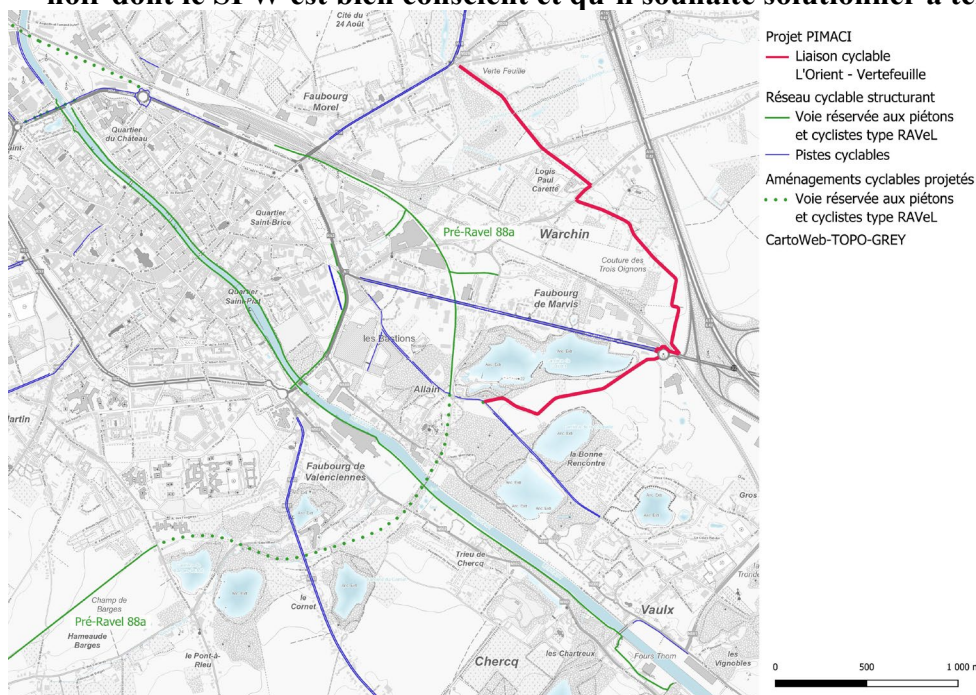 noir dont le SPW est bien conscient et qu'il souhaite solutionner à te
Projet PIMACI
Liaison cyclable
L'Orient - Vertefeuille
Réseau cyclable structurant
Voie réservée aux piétons
et cyclistes type RAVeL
Pistes cyclables
Aménagements cyclables projetés
Voie réservée aux piétons
et cyclistes type RAVeL
CartoWeb-TOPO-GREY
Cité du
24 Août
Verte Feuille
Faubourg
Morel
Quartier
du Château
Logis
Paul
Carette
Quartier
Saint-Brice
Pré-Ravel 88a
Warchin
Couture des
Trois Oignons
Quartier
Saint-Piat
Faubourg
de Marvis
les Bastions
Allain
la Bonne
Rencontre
Faubourg de
Valenciennes
Gros
Trieu de
Chercq
le Cornet
Champ de
Barges
Pré-Ravel 88a
Hameaude
Barges
le Pont-à-
Rieu
Vaulx
les Chartreux
Fours Thorn
les
Vignobles
Chercq
0 500 1 000 m